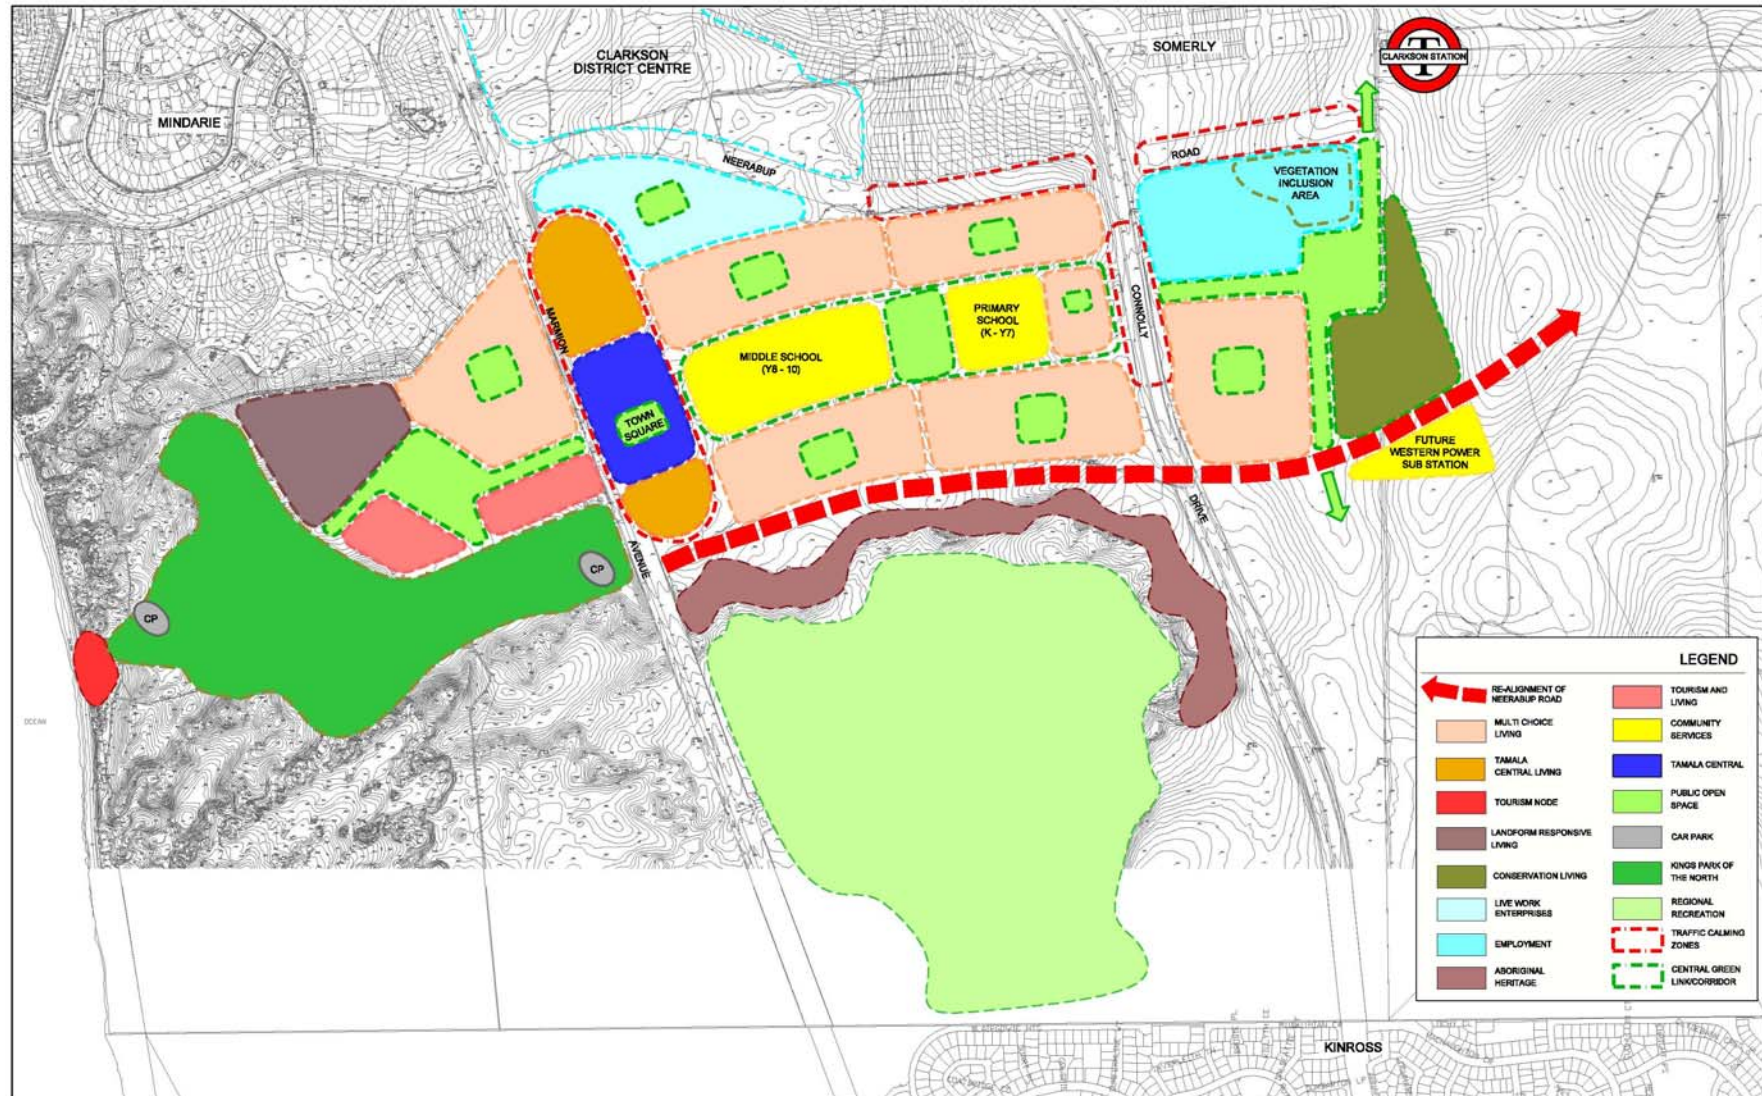 CLARKSON
DISTRICT CENTRE
SOMERLY
T
CLARKSON STATION
MINDARIE
NEERABUP
ROAD
VEGETATION
INCLUSION
AREA
MARMION
CONNOLLY
PRIMARY
SCHOOL
(K - Y7)
MIDDLE SCHOOL
(Y8 - 10)
TOWN
SQUARE
FUTURE
WESTERN POWER
SUB STATION
DRIVE
AVENUE
CP
CP
OCEAN
KINROSS
LEGEND
RE-ALIGNMENT OF
NEERABUP ROAD
MULTI CHOICE
LIVING
TAMALA
CENTRAL LIVING
TOURISM NODE
LANDFORM RESPONSIVE
LIVING
CONSERVATION LIVING
LIVE WORK
ENTERPRISES
EMPLOYMENT
ABORIGINAL
HERITAGE
TOURISM AND
LIVING
COMMUNITY
SERVICES
TAMALA CENTRAL
PUBLIC OPEN
SPACE
CAR PARK
KINGS PARK OF
THE NORTH
REGIONAL
RECREATION
TRAFFIC CALMING
ZONES
CENTRAL GREEN
LINK/CORRIDOR